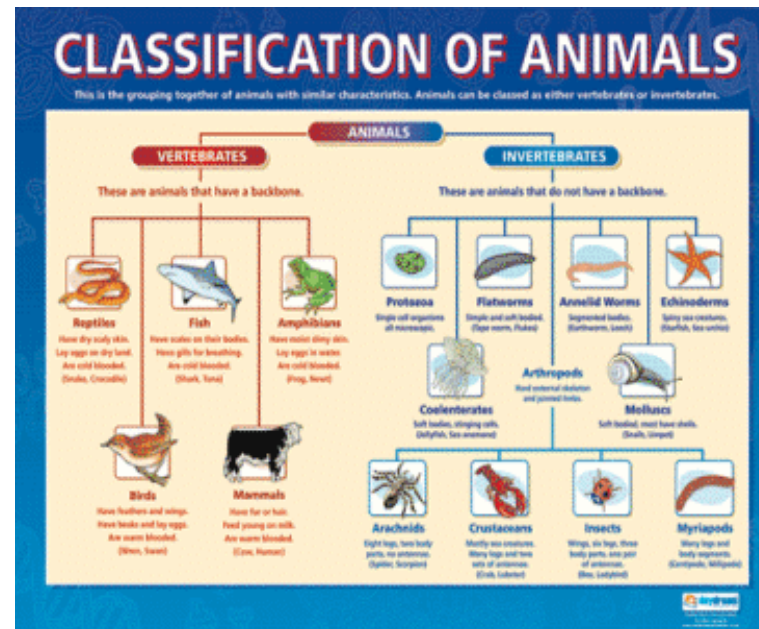 CLASSIFICATION OF ANIMALS
This is the grouping together of animals with similar characteristics. Animals can be classed as either vertebrates or invertebrates.
ANIMALS
VERTEBRATES
These are animals that have a backbone.
Reptiles
Have dry scaly skin.
Lay eggs on dry land.
Are cold blooded.
(Snake, Crocodile)
Fish
Have scales on their bodies.
Have gills for breathing.
Are cold blooded.
(Shark, Tuna)
Amphibians
Have moist slimy skin.
Lay eggs in water.
Are cold blooded.
(Frog, Newt)
Birds
Have feathers and wings.
Have beaks and lay eggs.
Are warm blooded.
(Wren, Swan)
Mammals
Have fur or hair.
Feed young on milk.
Are warm blooded.
(Cow, Human)
INVERTEBRATES
These are animals that do not have a backbone.
Protozoa
Single cell organisms
all microscopic.
Flatworms
Simple and soft bodied.
(Tape worm, Flukes)
Annelid Worms
Segmented bodies.
(Earthworm, Leech)
Echinoderms
Spiny sea creatures.
(Starfish, Sea urchin)
Coelenterates
Soft bodies, stinging cells.
(Jellyfish, Sea anemone)
Arthropods
Hard external skeleton
and jointed limbs.
Molluscs
Soft bodied, most have shells.
(Snails, Limpet)
Arachnids
Eight legs, two body
parts, no antennae.
(Spider, Scorpion)
Crustaceans
Mostly sea creatures.
Many legs and two
sets of antennae.
(Crab, Lobster)
Insects
Wings, six legs, three
body parts, one pair
of antennae.
(Bee, Ladybird)
Myriapods
Many legs and
body segments.
(Centipede, Millipede)
daydream